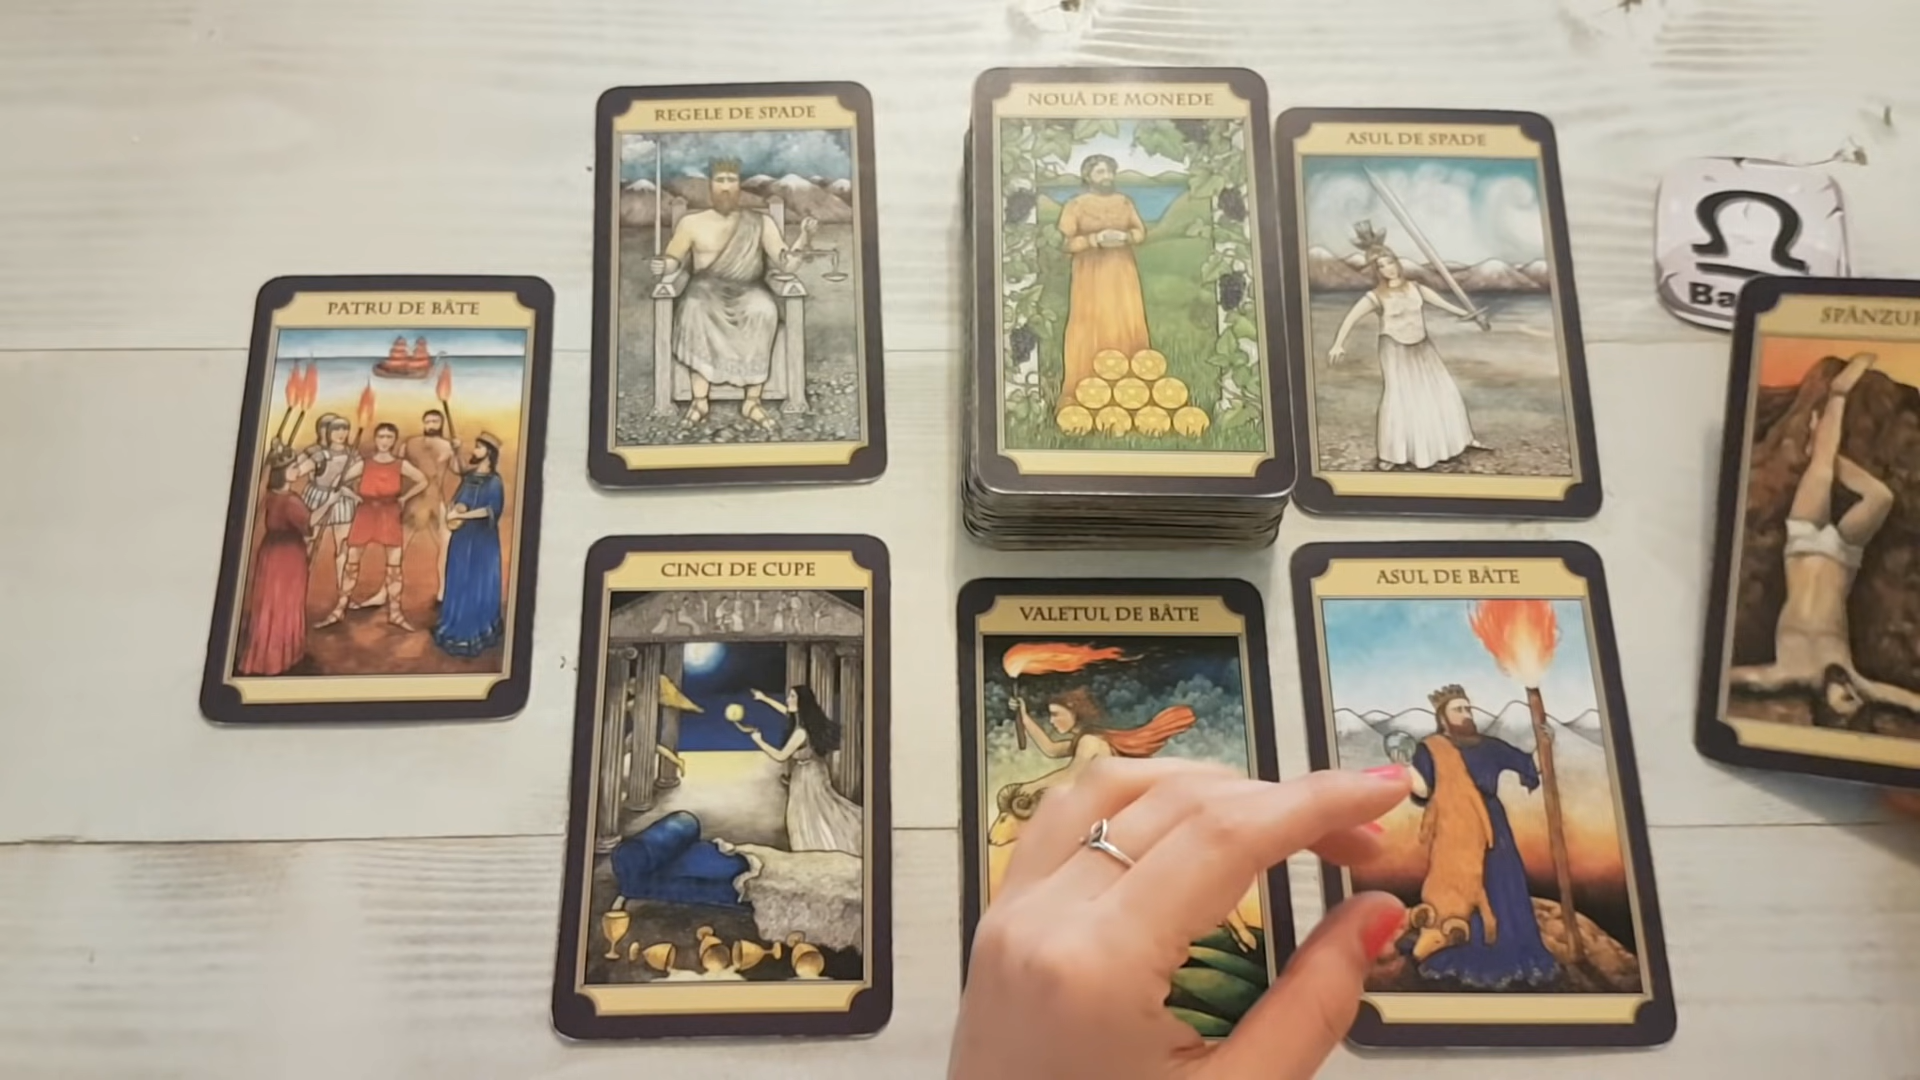 REGELE DE SPADE
NOUĂ DE MONEDE
ASUL DE SPADE
PATRU DE BÂTE
CINCI DE CUPE
VALETUL DE BÂTE
ASUL DE BÂTE